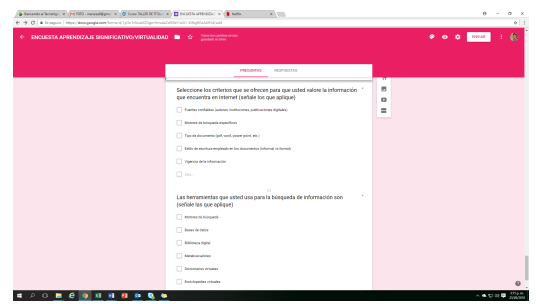 ENCUESTA APRENDIZAJE SIGNIFICATIVO/VIRTUALIDAD
ENVIAR
PREGUNTAS RESPUESTAS
Seleccione los criterios que se ofrecen para que usted valore la información
que encuentra en internet (señale los que aplique)
Fuentes confiables (autores, instituciones, publicaciones digitales)
Motores de búsqueda específicos
Tipo de documento (pdf, word, power point, etc.)
Estilo de escritura empleado en los documentos (informal vs formal)
Vigencia de la información
Otra...
Las herramientas que usted usa para la búsqueda de información son
(señale las que aplique)
Motores de búsqueda
Bases de datos
Biblioteca digital
Metabuscadores
Diccionarios virtuales
Enciclopedias virtuales